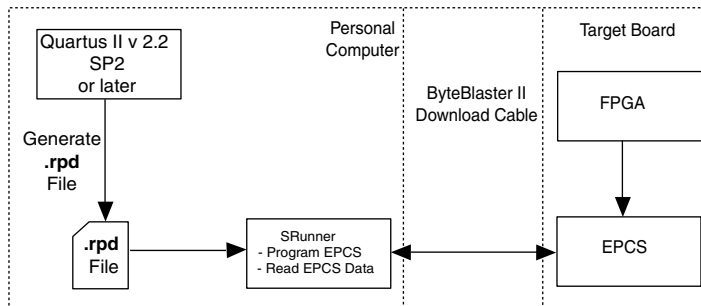 Personal
Computer
Target Board
Quartus II v 2.2
SP2
or later
ByteBlaster II
Download Cable
FPGA
Generate
.rpd
File
.rpd
File
SRunner
- Program EPCS
- Read EPCS Data
EPCS